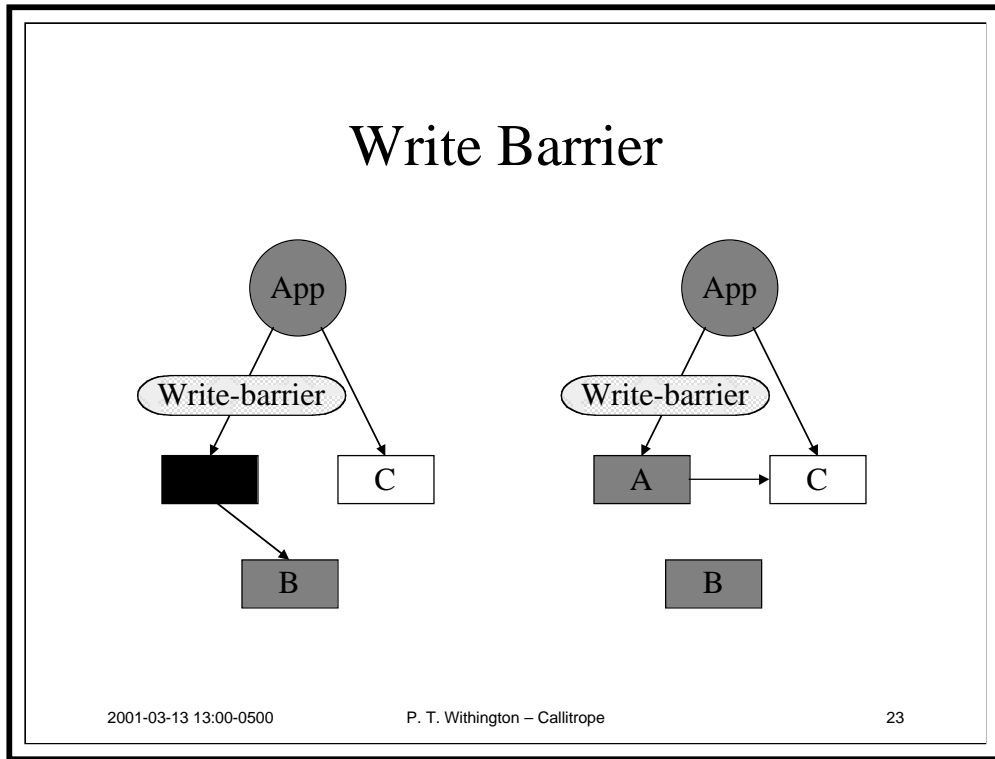 Write Barrier
App
App
Write-barrier
Write-barrier
C
A
C
B
B
2001-03-13 13:00-0500
P. T. Withington – Callitrope
23